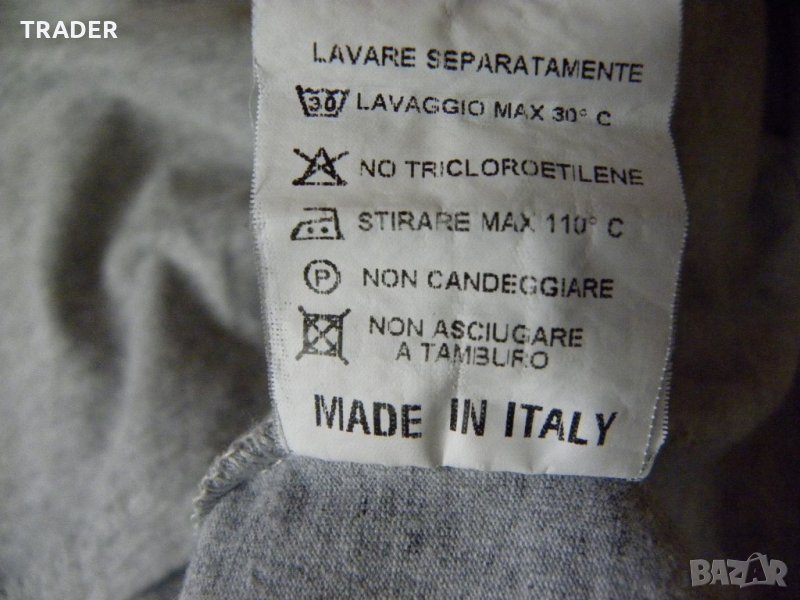 TRADER
LAVARE SEPARATAMENTE
30 LAVAGGIO MAX 30° C
NO TRICLOROETILENE
STIRARE MAX 110° C
P NON CANDEGGIARE
NON ASCIUGARE
A TAMBURO
MADE IN ITALY
BAZAR